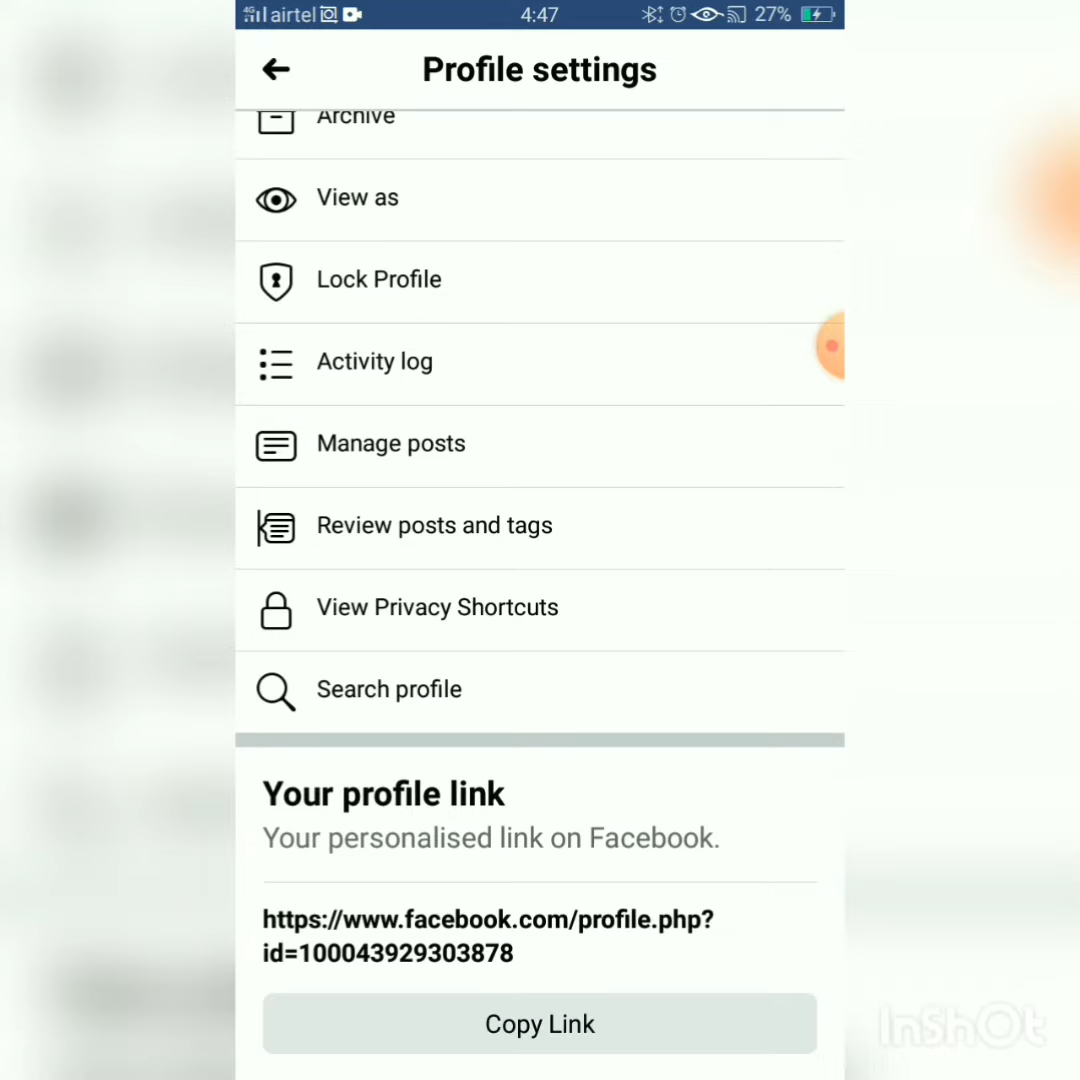 4G airtel 4:47 27%
Profile settings
Archive
View as
Lock Profile
Activity log
Manage posts
Review posts and tags
View Privacy Shortcuts
Search profile
Your profile link
Your personalised link on Facebook.
https://www.facebook.com/profile.php?
id=100043929303878
Copy Link
InShOt